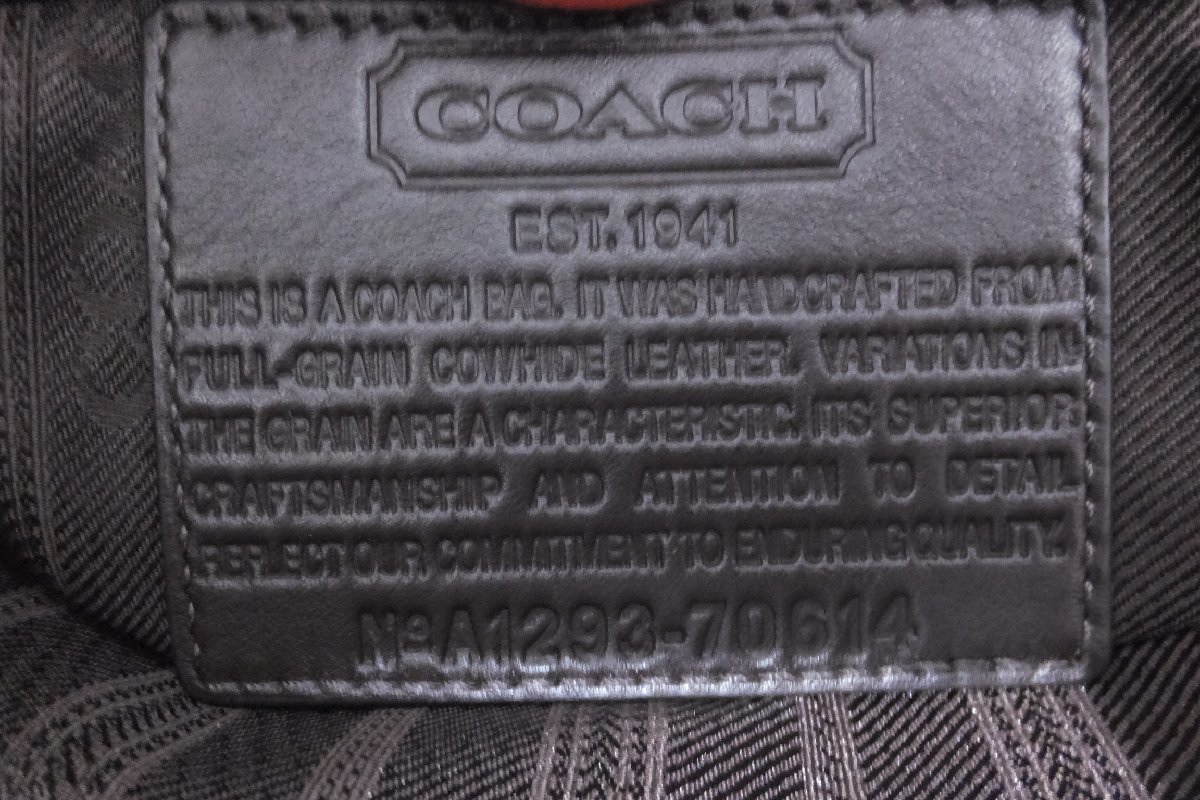 COACH
EST. 1941
THIS IS A COACH BAG. IT WAS HANDCRAFTED FROM
FULL-GRAIN COWHIDE LEATHER. VARIATIONS IN
THE GRAIN ARE A CHARACTERISTIC. ITS SUPERIOR
CRAFTSMANSHIP AND ATTENTION TO DETAIL
REFLECT OUR COMMITMENT TO ENDURING QUALITY.
Nº A1293-70614